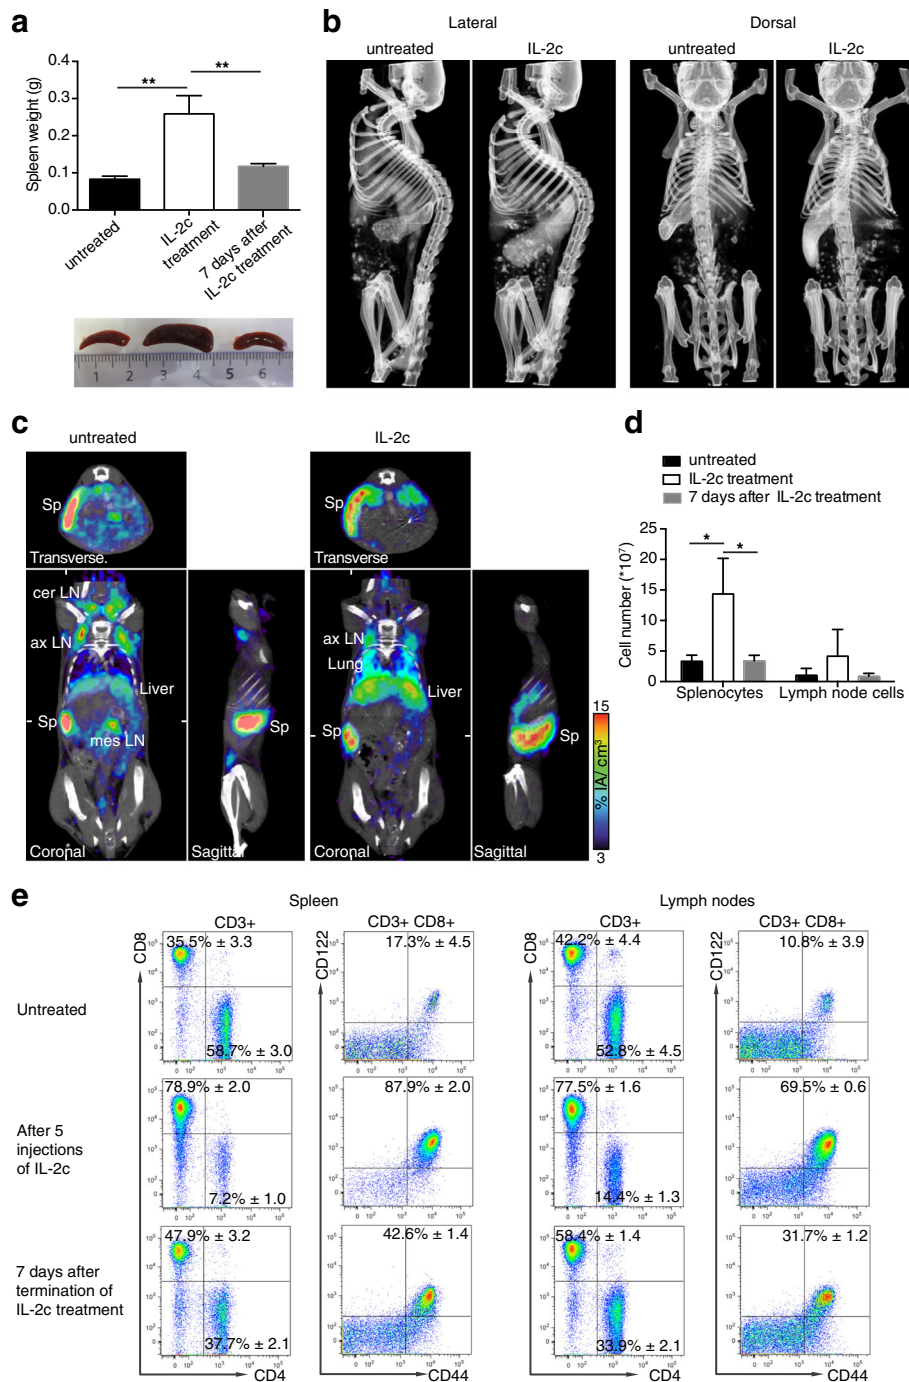 a
Spleen weight (g)
0.4
0.3
0.2
0.1
0.0
**
**
untreated
IL-2c
treatment
7 days after
IL-2c treatment
1 2 3 4 5 6
b
Lateral
Dorsal
untreated
IL-2c
untreated
IL-2c
c
untreated
IL-2c
Sp
Transverse.
Sp
Transverse
cer LN
ax LN
Liver
Sp
mes LN
Coronal
Sp
Sagittal
ax LN
Lung
Liver
Sp
Coronal
Sp
Sagittal
15
% IA/ cm³
3
d
untreated
IL-2c treatment
7 days after IL-2c treatment
Cell number (*10⁷)
25
20
15
10
5
0
*
*
Splenocytes
Lymph node cells
e
Spleen
Lymph nodes
CD3+
CD3+ CD8+
CD3+
CD3+ CD8+
CD8
CD122
CD8
CD122
Untreated
35.5% ± 3.3
58.7% ± 3.0
17.3% ± 4.5
42.2% ± 4.4
52.8% ± 4.5
10.8% ± 3.9
After 5
injections
of IL-2c
78.9% ± 2.0
7.2% ± 1.0
87.9% ± 2.0
77.5% ± 1.6
14.4% ± 1.3
69.5% ± 0.6
7 days after
termination of
IL-2c treatment
47.9% ± 3.2
37.7% ± 2.1
42.6% ± 1.4
58.4% ± 1.4
33.9% ± 2.1
31.7% ± 1.2
CD4
CD44
CD4
CD44